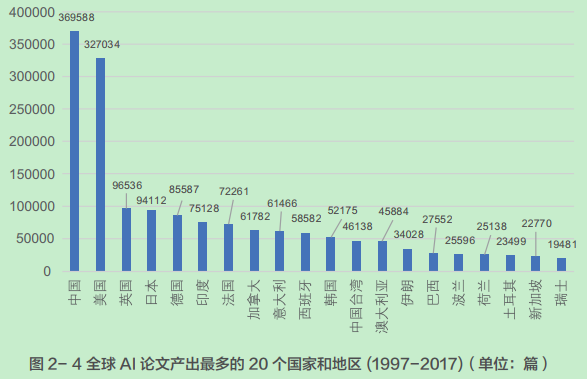 400000
350000
300000
250000
200000
150000
100000
50000
0
369588
327034
96536
94112
85587
75128
72261
61782
61466
58582
52175
46138
45884
34028
27552
25596
25138
23499
22770
19481
中国
美国
英国
日本
德国
印度
法国
加拿大
意大利
西班牙
韩国
中国台湾
澳大利亚
伊朗
巴西
波兰
荷兰
土耳其
新加坡
瑞士
图 2-4 全球 AI 论文产出最多的 20 个国家和地区 (1997-2017)（单位：篇）